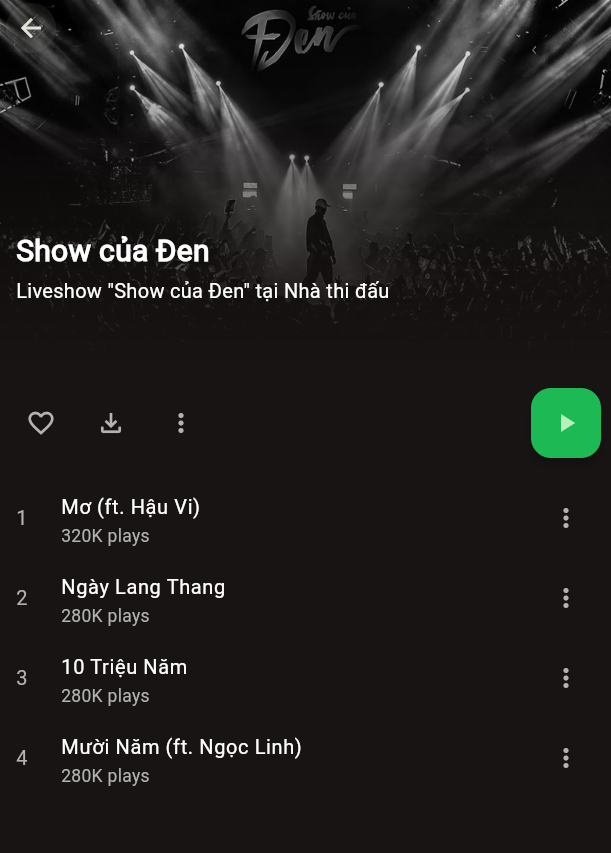 Show của
Đen
Show của Đen
Liveshow "Show của Đen" tại Nhà thi đấu
1
Mơ (ft. Hậu Vi)
320K plays
2
Ngày Lang Thang
280K plays
3
10 Triệu Năm
280K plays
4
Mười Năm (ft. Ngọc Linh)
280K plays